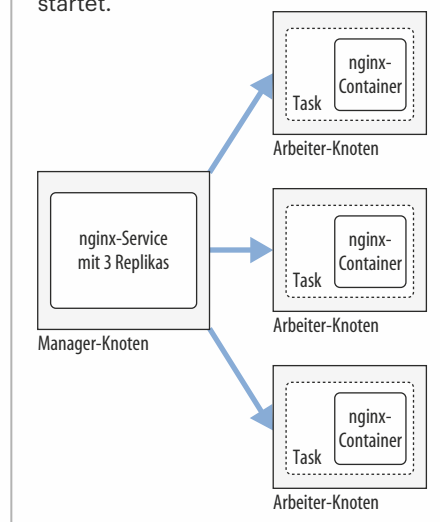 startet.
nginx-
Container
Task
Arbeiter-Knoten
nginx-Service
mit 3 Replikas
Manager-Knoten
nginx-
Container
Task
Arbeiter-Knoten
nginx-
Container
Task
Arbeiter-Knoten